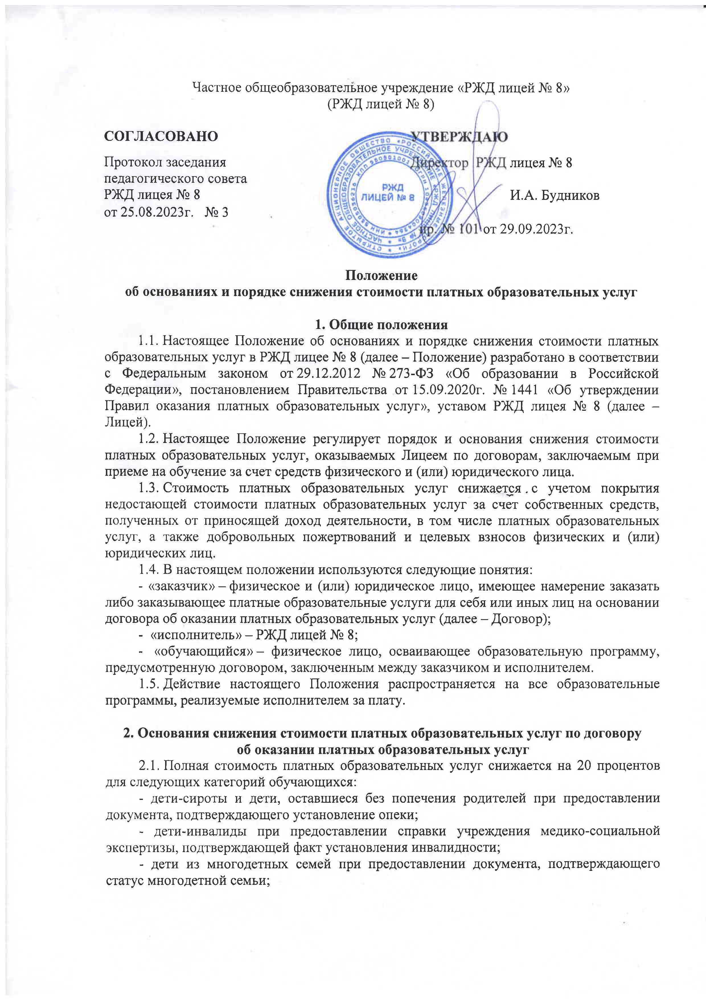 Частное общеобразовательное учреждение «РЖД лицей № 8»
(РЖД лицей № 8)
СОГЛАСОВАНО
Протокол заседания
педагогического совета
РЖД лицея № 8
от 25.08.2023г. № 3
УТВЕРЖДАЮ
Директор РЖД лицея № 8
И.А. Будников
пр. № 101 от 29.09.2023г.
ОТКРЫТОЕ АКЦИОНЕРНОЕ ОБЩЕСТВО «РОССИЙСКИЕ ЖЕЛЕЗНЫЕ ДОРОГИ»
ЧАСТНОЕ ОБЩЕОБРАЗОВАТЕЛЬНОЕ УЧРЕЖДЕНИЕ «РЖД ЛИЦЕЙ № 8»
РЖД
ЛИЦЕЙ № 8
Положение
об основаниях и порядке снижения стоимости платных образовательных услуг
1. Общие положения
1.1. Настоящее Положение об основаниях и порядке снижения стоимости платных
образовательных услуг в РЖД лицее № 8 (далее – Положение) разработано в соответствии
с Федеральным законом от 29.12.2012 № 273-ФЗ «Об образовании в Российской
Федерации», постановлением Правительства от 15.09.2020г. № 1441 «Об утверждении
Правил оказания платных образовательных услуг», уставом РЖД лицея № 8 (далее –
Лицей).
1.2. Настоящее Положение регулирует порядок и основания снижения стоимости
платных образовательных услуг, оказываемых Лицеем по договорам, заключаемым при
приеме на обучение за счет средств физического и (или) юридического лица.
1.3. Стоимость платных образовательных услуг снижается с учетом покрытия
недостающей стоимости платных образовательных услуг за счет собственных средств,
полученных от приносящей доход деятельности, в том числе платных образовательных
услуг, а также добровольных пожертвований и целевых взносов физических и (или)
юридических лиц.
1.4. В настоящем положении используются следующие понятия:
- «заказчик» – физическое и (или) юридическое лицо, имеющее намерение заказать
либо заказывающее платные образовательные услуги для себя или иных лиц на основании
договора об оказании платных образовательных услуг (далее – Договор);
- «исполнитель» – РЖД лицей № 8;
- «обучающийся» – физическое лицо, осваивающее образовательную программу,
предусмотренную договором, заключенным между заказчиком и исполнителем.
1.5. Действие настоящего Положения распространяется на все образовательные
программы, реализуемые исполнителем за плату.
2. Основания снижения стоимости платных образовательных услуг по договору
об оказании платных образовательных услуг
2.1. Полная стоимость платных образовательных услуг снижается на 20 процентов
для следующих категорий обучающихся:
- дети-сироты и дети, оставшиеся без попечения родителей при предоставлении
документа, подтверждающего установление опеки;
- дети-инвалиды при предоставлении справки учреждения медико-социальной
экспертизы, подтверждающей факт установления инвалидности;
- дети из многодетных семей при предоставлении документа, подтверждающего
статус многодетной семьи;